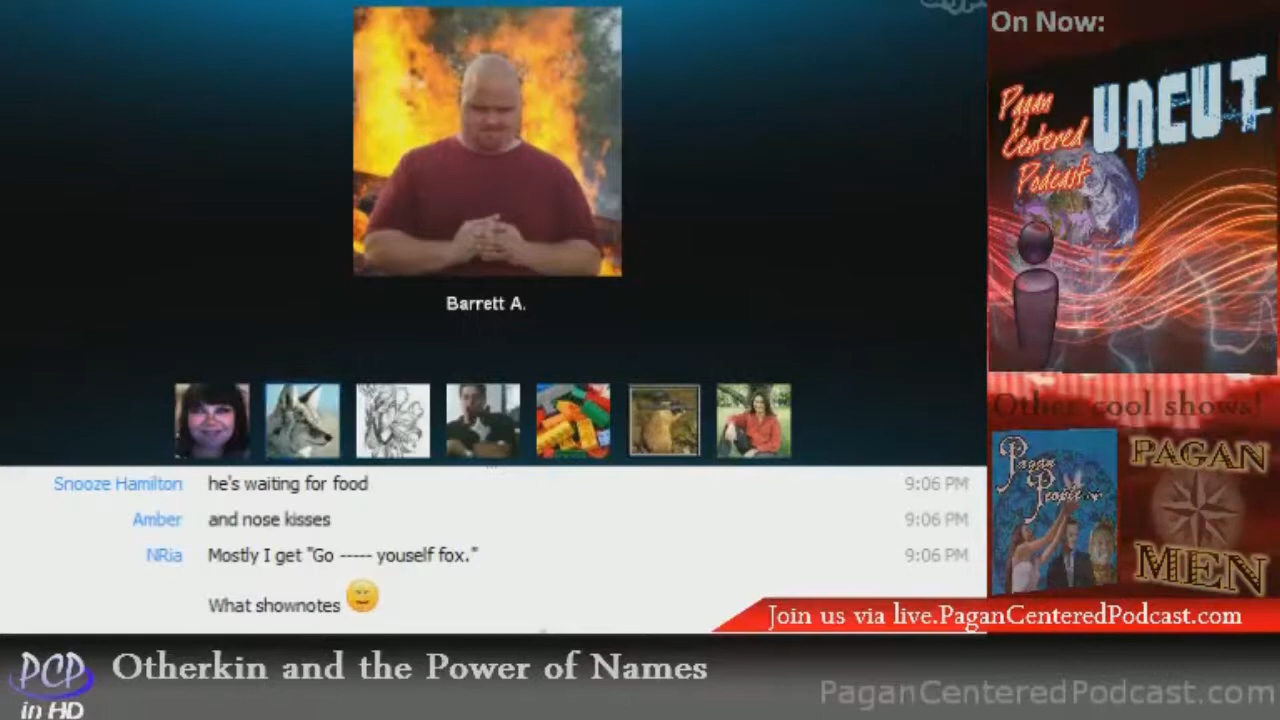 On Now:
Pagan
Centered
Podcast
UNCUT
Barrett A.
Other cool shows!
Pagan
People
PAGAN
MEN
Snooze Hamilton he's waiting for food 9:06 PM
Amber and nose kisses 9:06 PM
NRia Mostly I get "Go ----- youself fox." 9:06 PM
What shownotes
Join us via live.PaganCenteredPodcast.com
PCP
in HD
Otherkin and the Power of Names
PaganCenteredPodcast.com